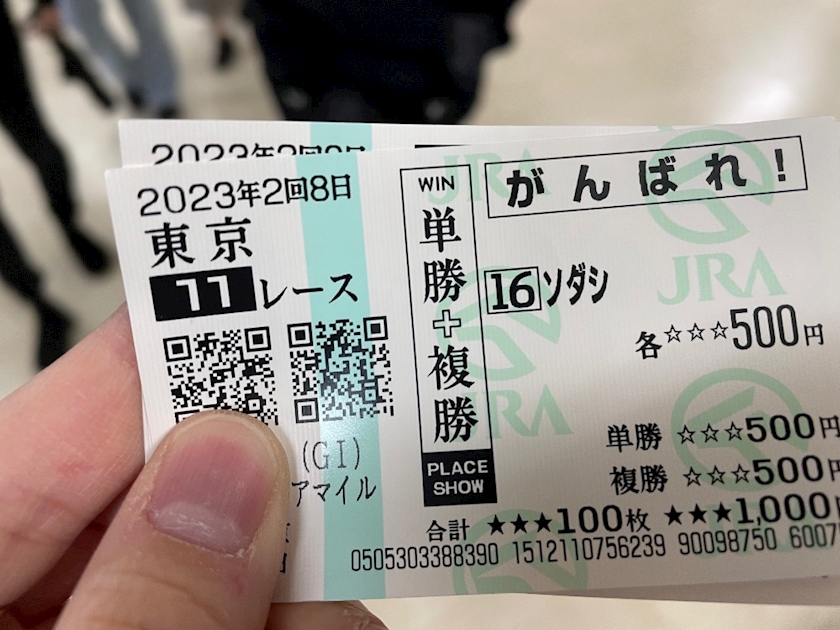 2023年2回8日
東京
11レース
(GI)
アマイル
WIN
単勝+複勝
PLACE
SHOW
がんばれ!
16 ソダシ
JRA
各☆☆☆500円
単勝 ☆☆☆500円
複勝 ☆☆☆500円
合計 ★★★100枚 ★★★1,000円
0505303388390 1512110756239 90098750 6007